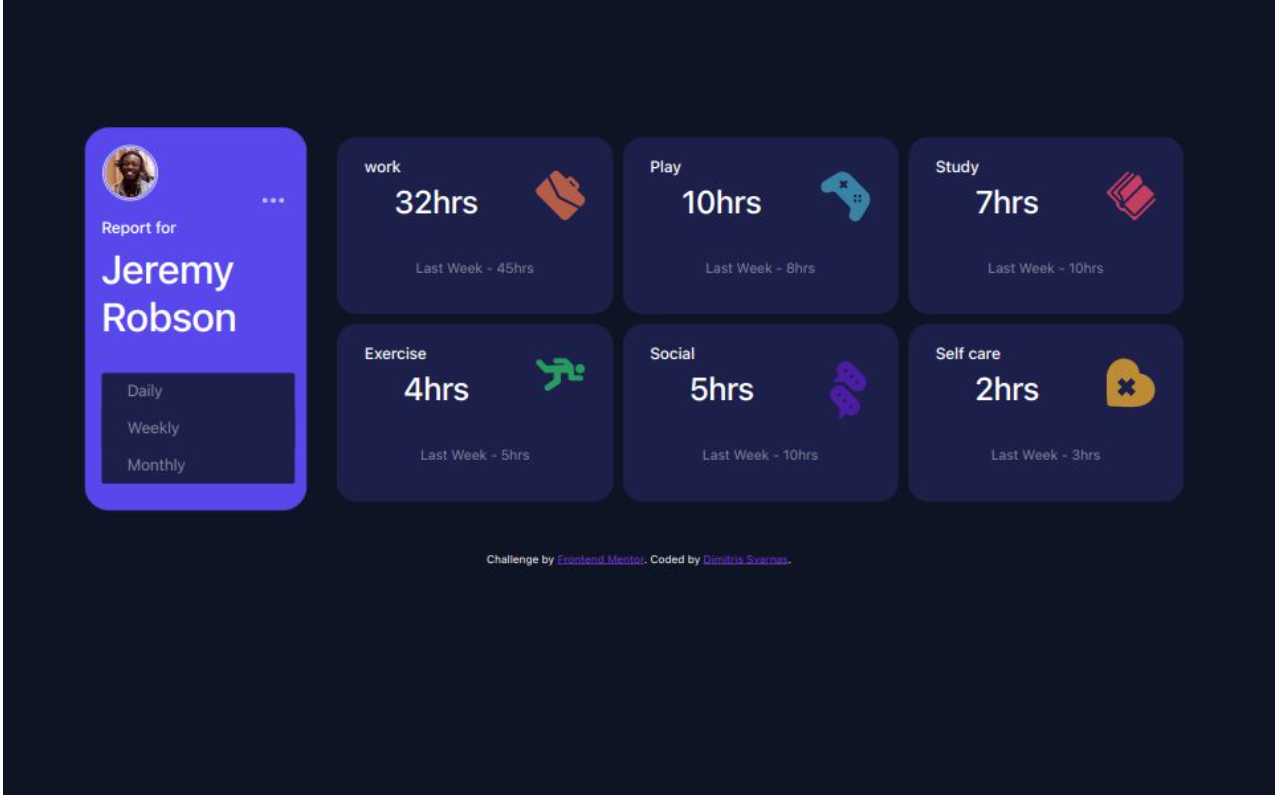 Report for
Jeremy
Robson
Daily
Weekly
Monthly
work
32hrs
Last Week - 45hrs
Play
10hrs
Last Week - 8hrs
Study
7hrs
Last Week - 10hrs
Exercise
4hrs
Last Week - 5hrs
Social
5hrs
Last Week - 10hrs
Self care
2hrs
Last Week - 3hrs
Challenge by Frontend Mentor. Coded by Dimitris Svarnas.